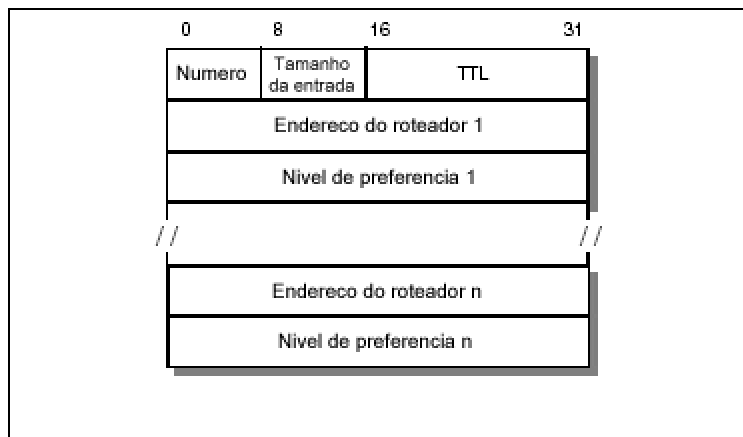 0 8 16 31
Numero Tamanho da entrada TTL
Endereco do roteador 1
Nivel de preferencia 1
// //
Endereco do roteador n
Nivel de preferencia n